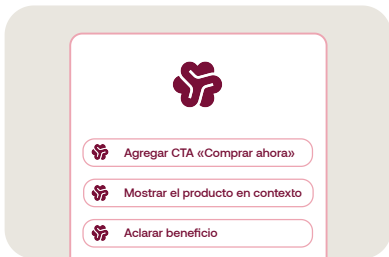 Agregar CTA «Comprar ahora»
Mostrar el producto en contexto
Aclarar beneficio